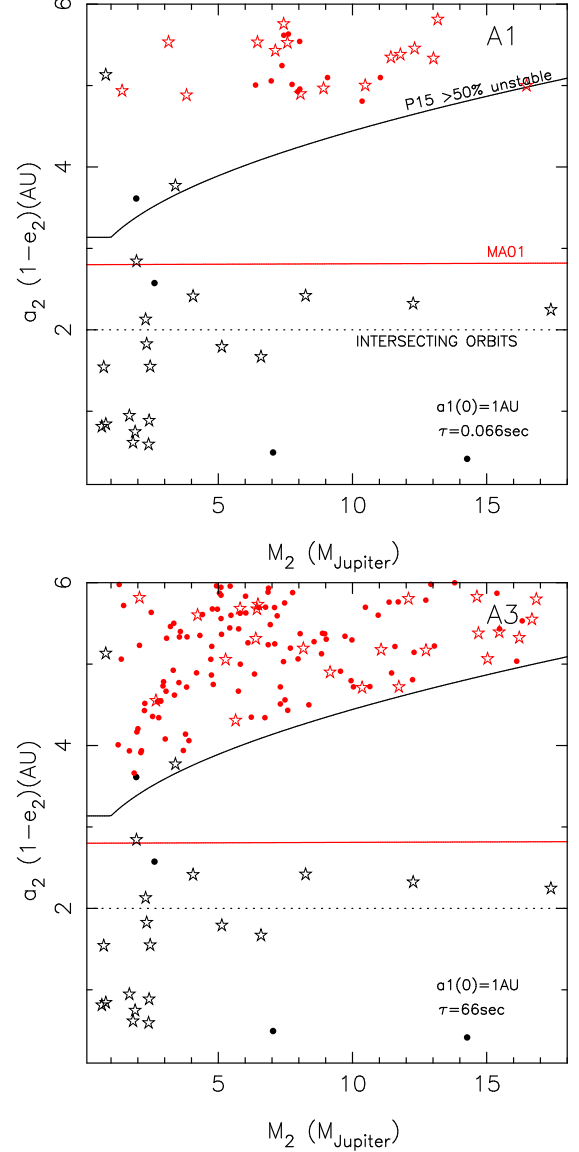 6
A1
P15 >50% unstable
4
MA01
2
INTERSECTING ORBITS
a1(0)=1AU
τ=0.066sec
a₂ (1−e₂)(AU)
5
10
15
M₂ (M_Jupiter)
6
A3
4
2
a1(0)=1AU
τ=66sec
a₂ (1−e₂)(AU)
5
10
15
M₂ (M_Jupiter)